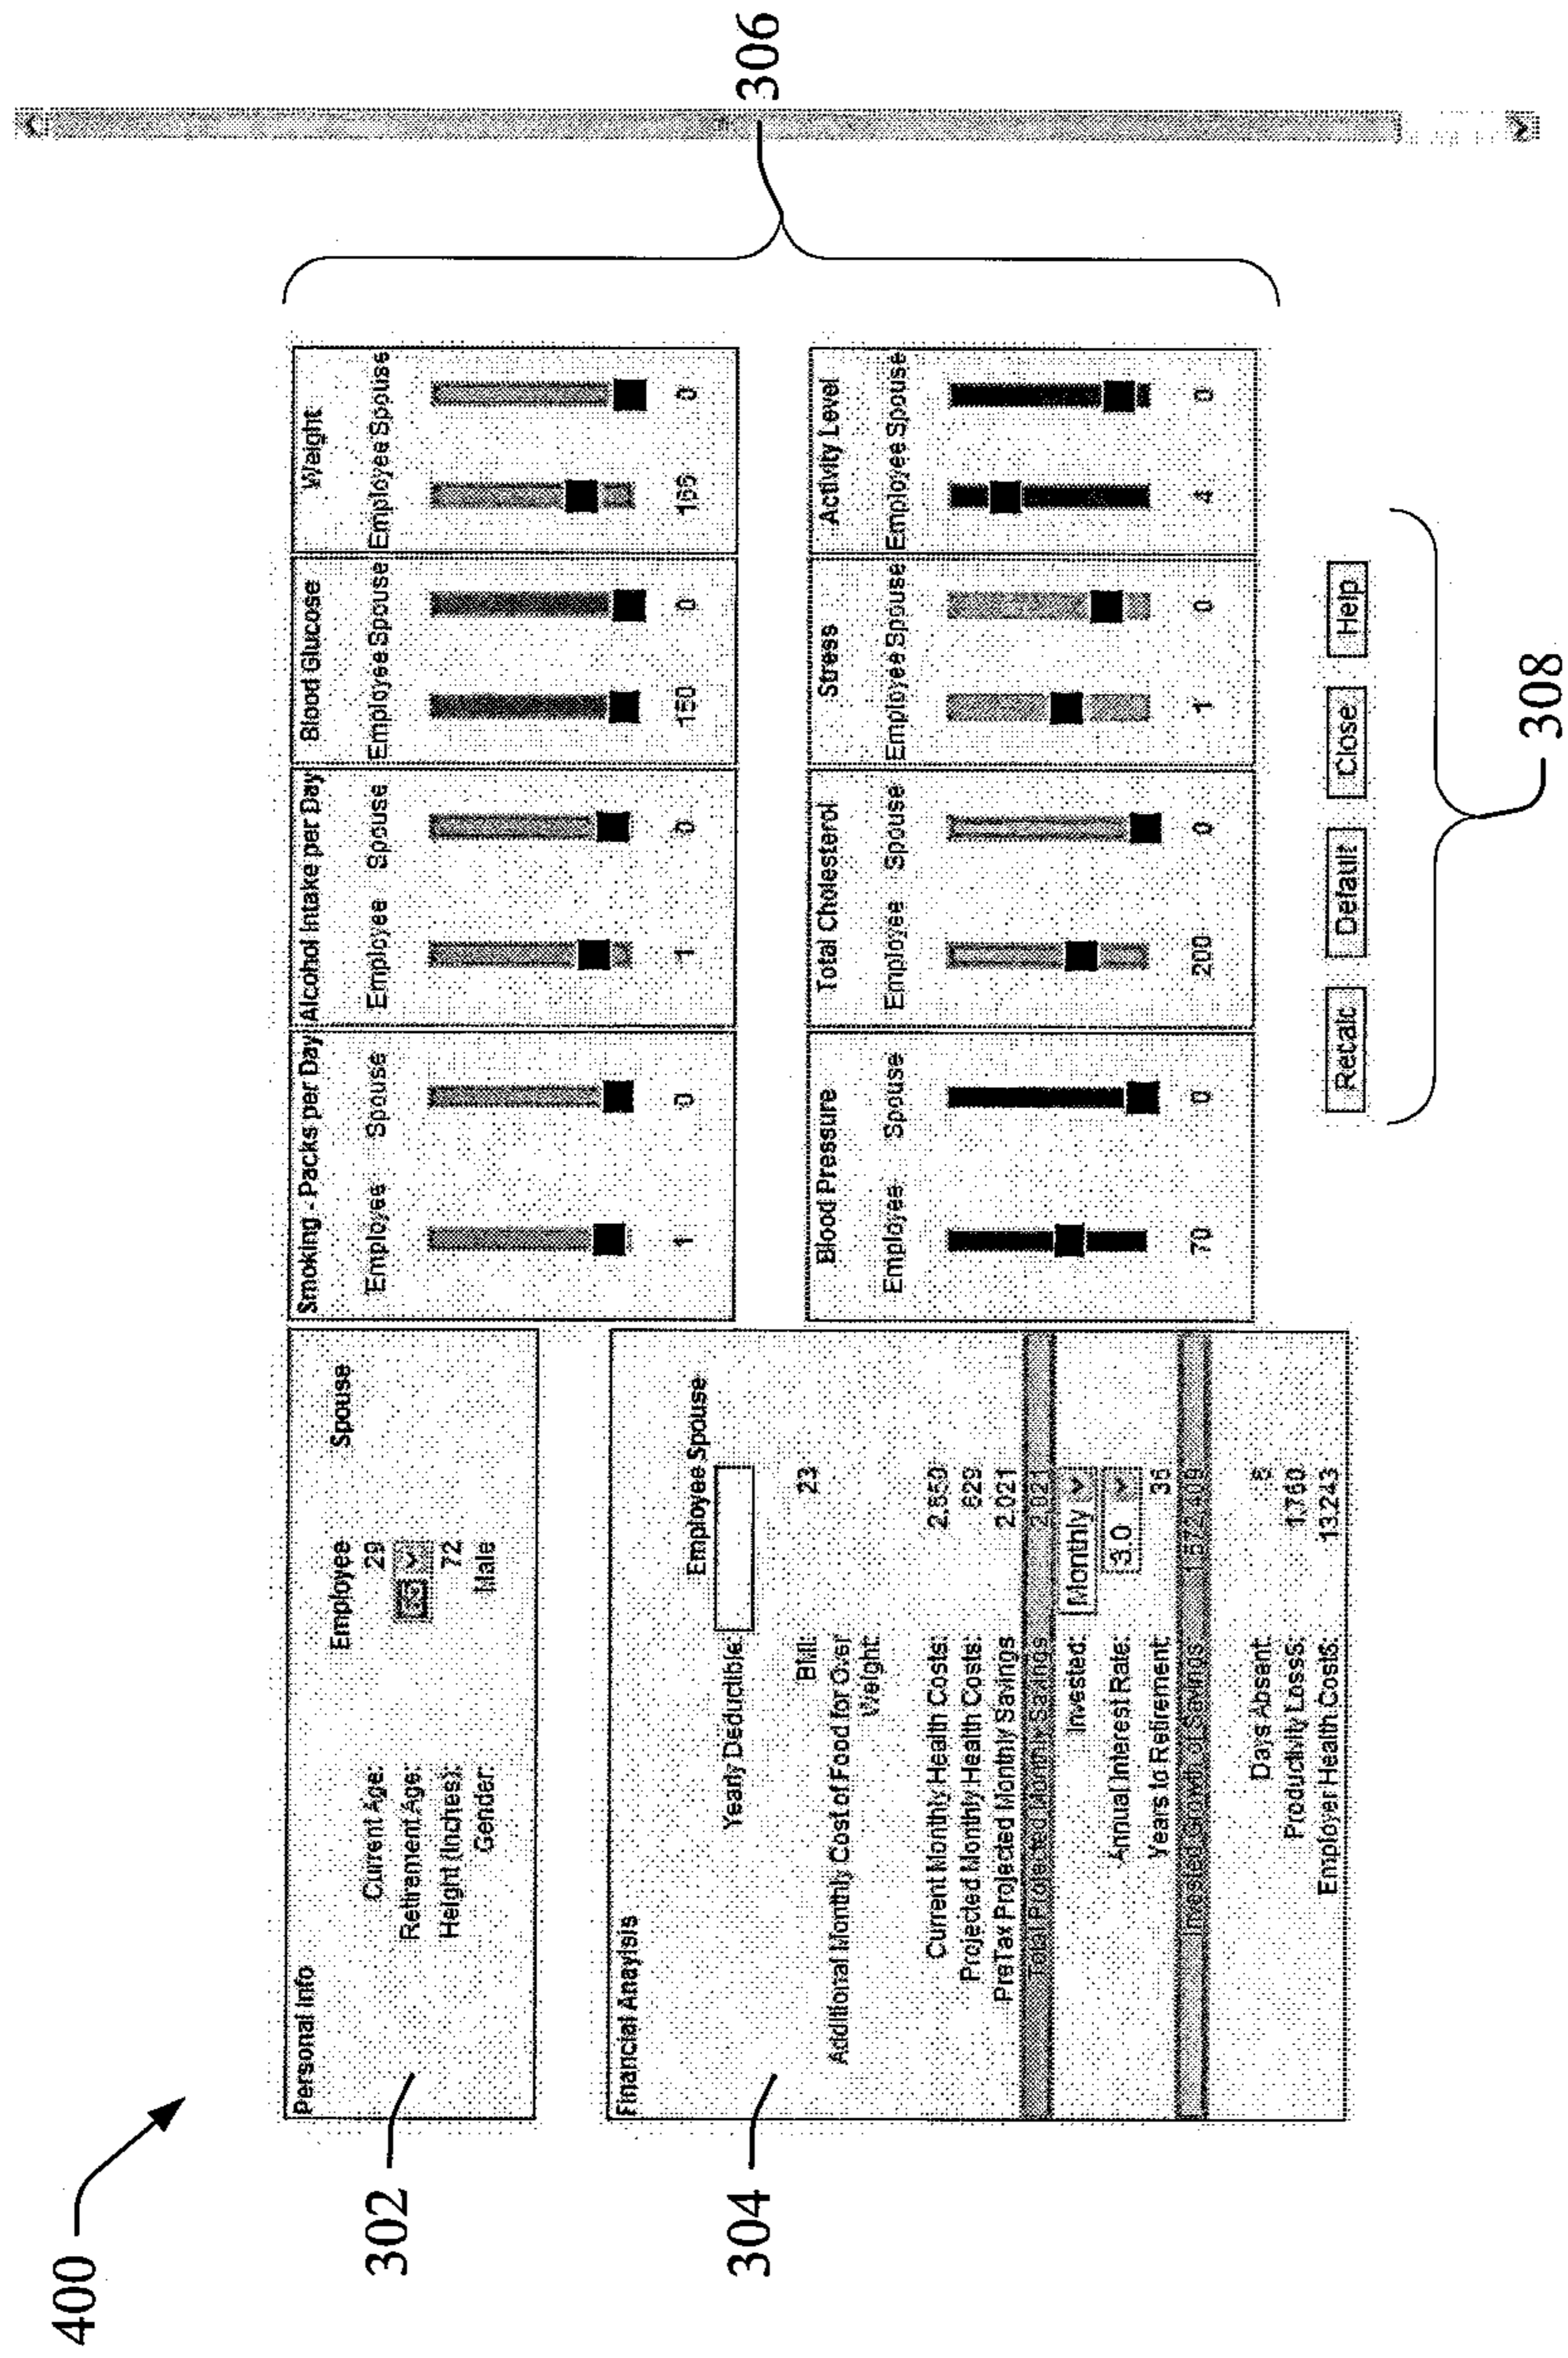 400
Personal Info
Employee Spouse
Current Age: 29
Retirement Age:
Height (Inches): 72
Gender: Male
302
Financial Anaylsis
Employee Spouse
Yearly Deductible:
BMI: 23
Additional Monthly Cost of Food for Over
Weight:
Current Monthly Health Costs: 2,650
Projected Monthly Health Costs: 629
PreTax Projected Monthly Savings 2,021
Total Projected Monthly Savings 2,021
Invested: Monthly
Annual Interest Rate: 3.0
Years to Retirement: 36
Invested Growth of Savings
Days Absent:
Productivity Losss: 1,760
Employer Health Costs: 13,243
304
Smoking - Packs per Day
Employee Spouse
1 0
Alcohol Intake per Day
Employee Spouse
1 0
Blood Glucose
Employee Spouse
150 0
Weight
Employee Spouse
0
Blood Pressure
Employee Spouse
70 0
Total Cholesterol
Employee Spouse
200 0
Stress
Employee Spouse
1 0
Activity Level
Employee Spouse
4 0
306
Recalc Default Close Help
308